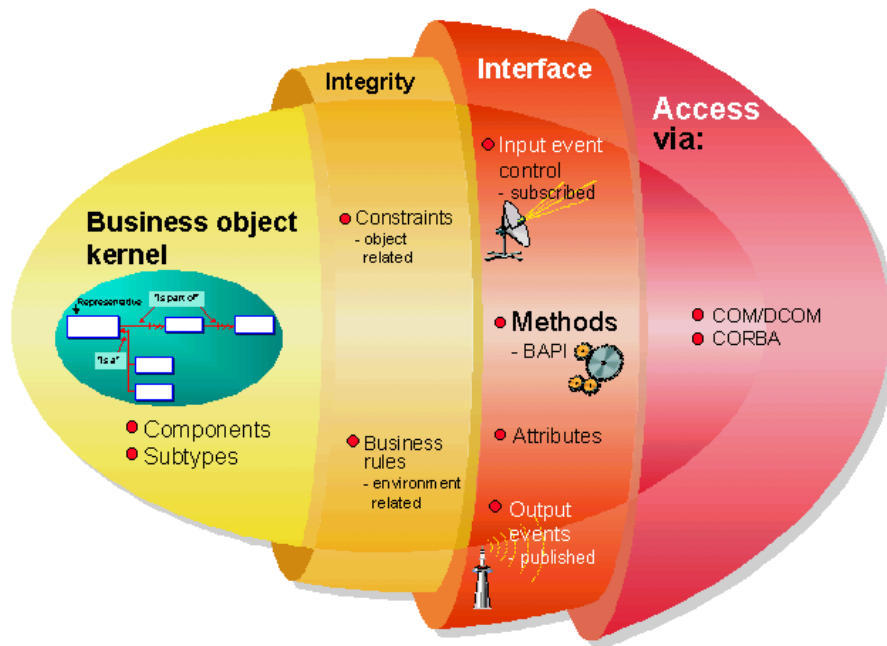 Business object
kernel
Representative
"Is part of"
"Is a"
Components
Subtypes
Integrity
Constraints
- object
related
Business
rules
- environment
related
Interface
Input event
control
- subscribed
Methods
- BAPI
Attributes
Output
events
- published
Access
via:
COM/DCOM
CORBA